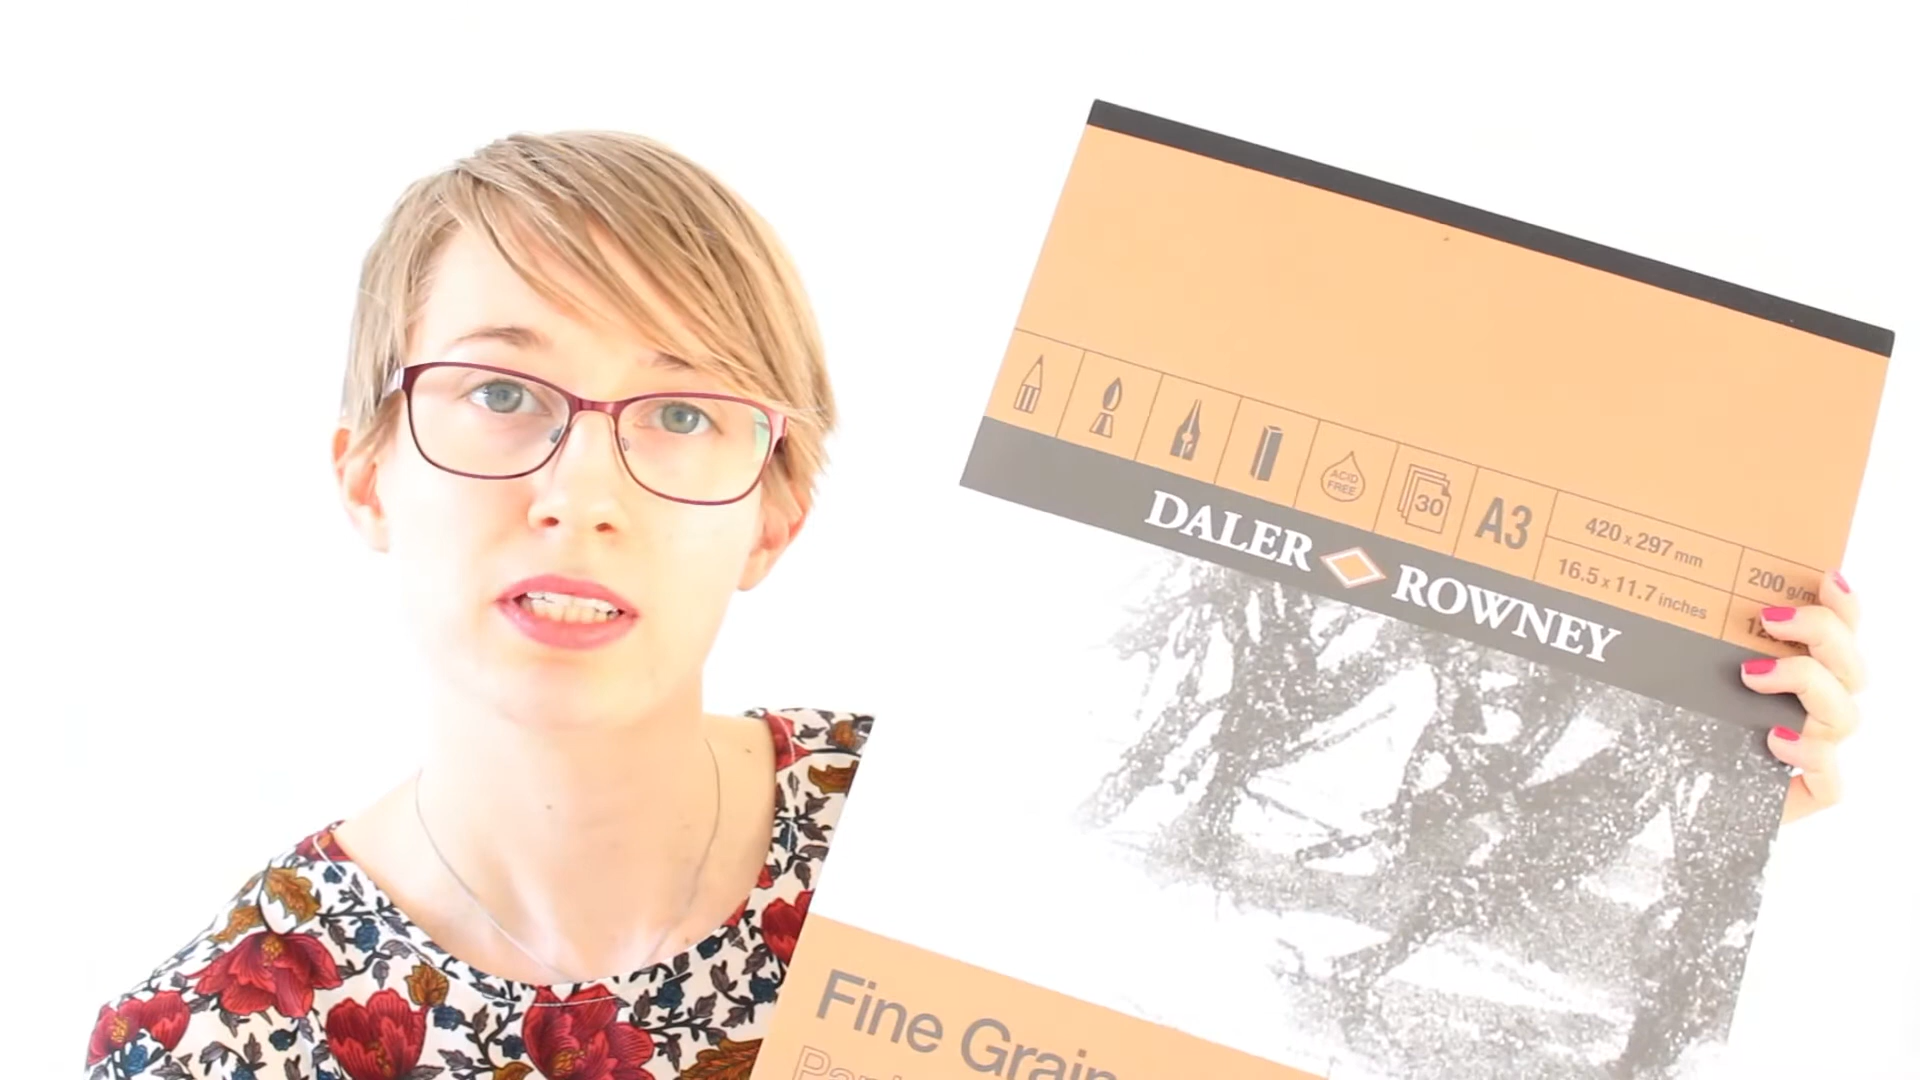 ACID
FREE
30
A3
420 x 297 mm
16.5 x 11.7 inches
200 g/m
DALER ROWNEY
Fine Grain